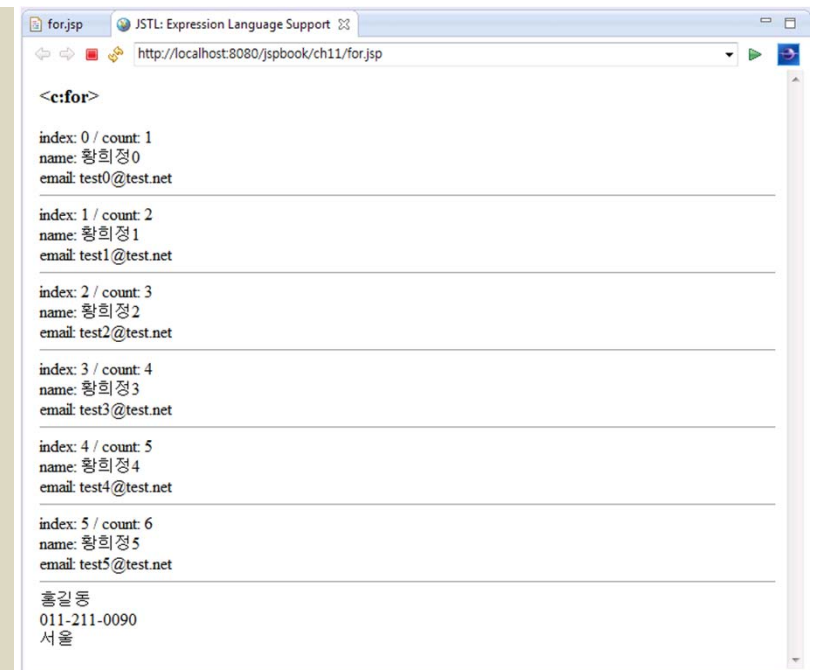 for.jsp
JSTL: Expression Language Support
http://localhost:8080/jspbook/ch11/for.jsp
<c:for>
index: 0 / count: 1
name: 황희정0
email: test0@test.net
index: 1 / count: 2
name: 황희정1
email: test1@test.net
index: 2 / count: 3
name: 황희정2
email: test2@test.net
index: 3 / count: 4
name: 황희정3
email: test3@test.net
index: 4 / count: 5
name: 황희정4
email: test4@test.net
index: 5 / count: 6
name: 황희정5
email: test5@test.net
홍길동
011-211-0090
서울